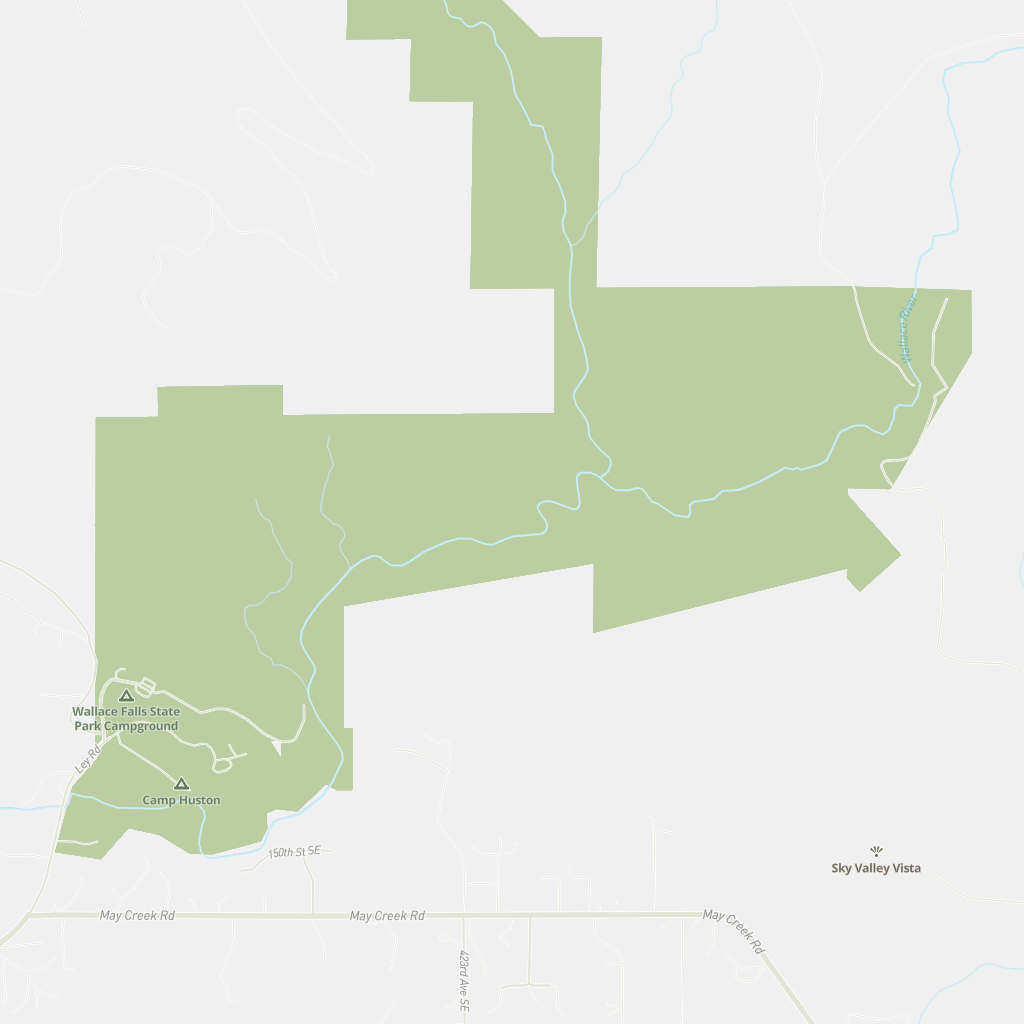 Wallace River
Wallace Falls State
Park Campground
Ley Rd
Camp Huston
150th St SE
Sky Valley Vista
May Creek Rd
May Creek Rd
May Creek Rd
423rd Ave SE